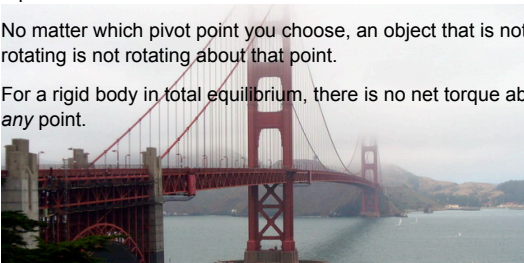 No matter which pivot point you choose, an object that is not
rotating is not rotating about that point.
For a rigid body in total equilibrium, there is no net torque
any point.